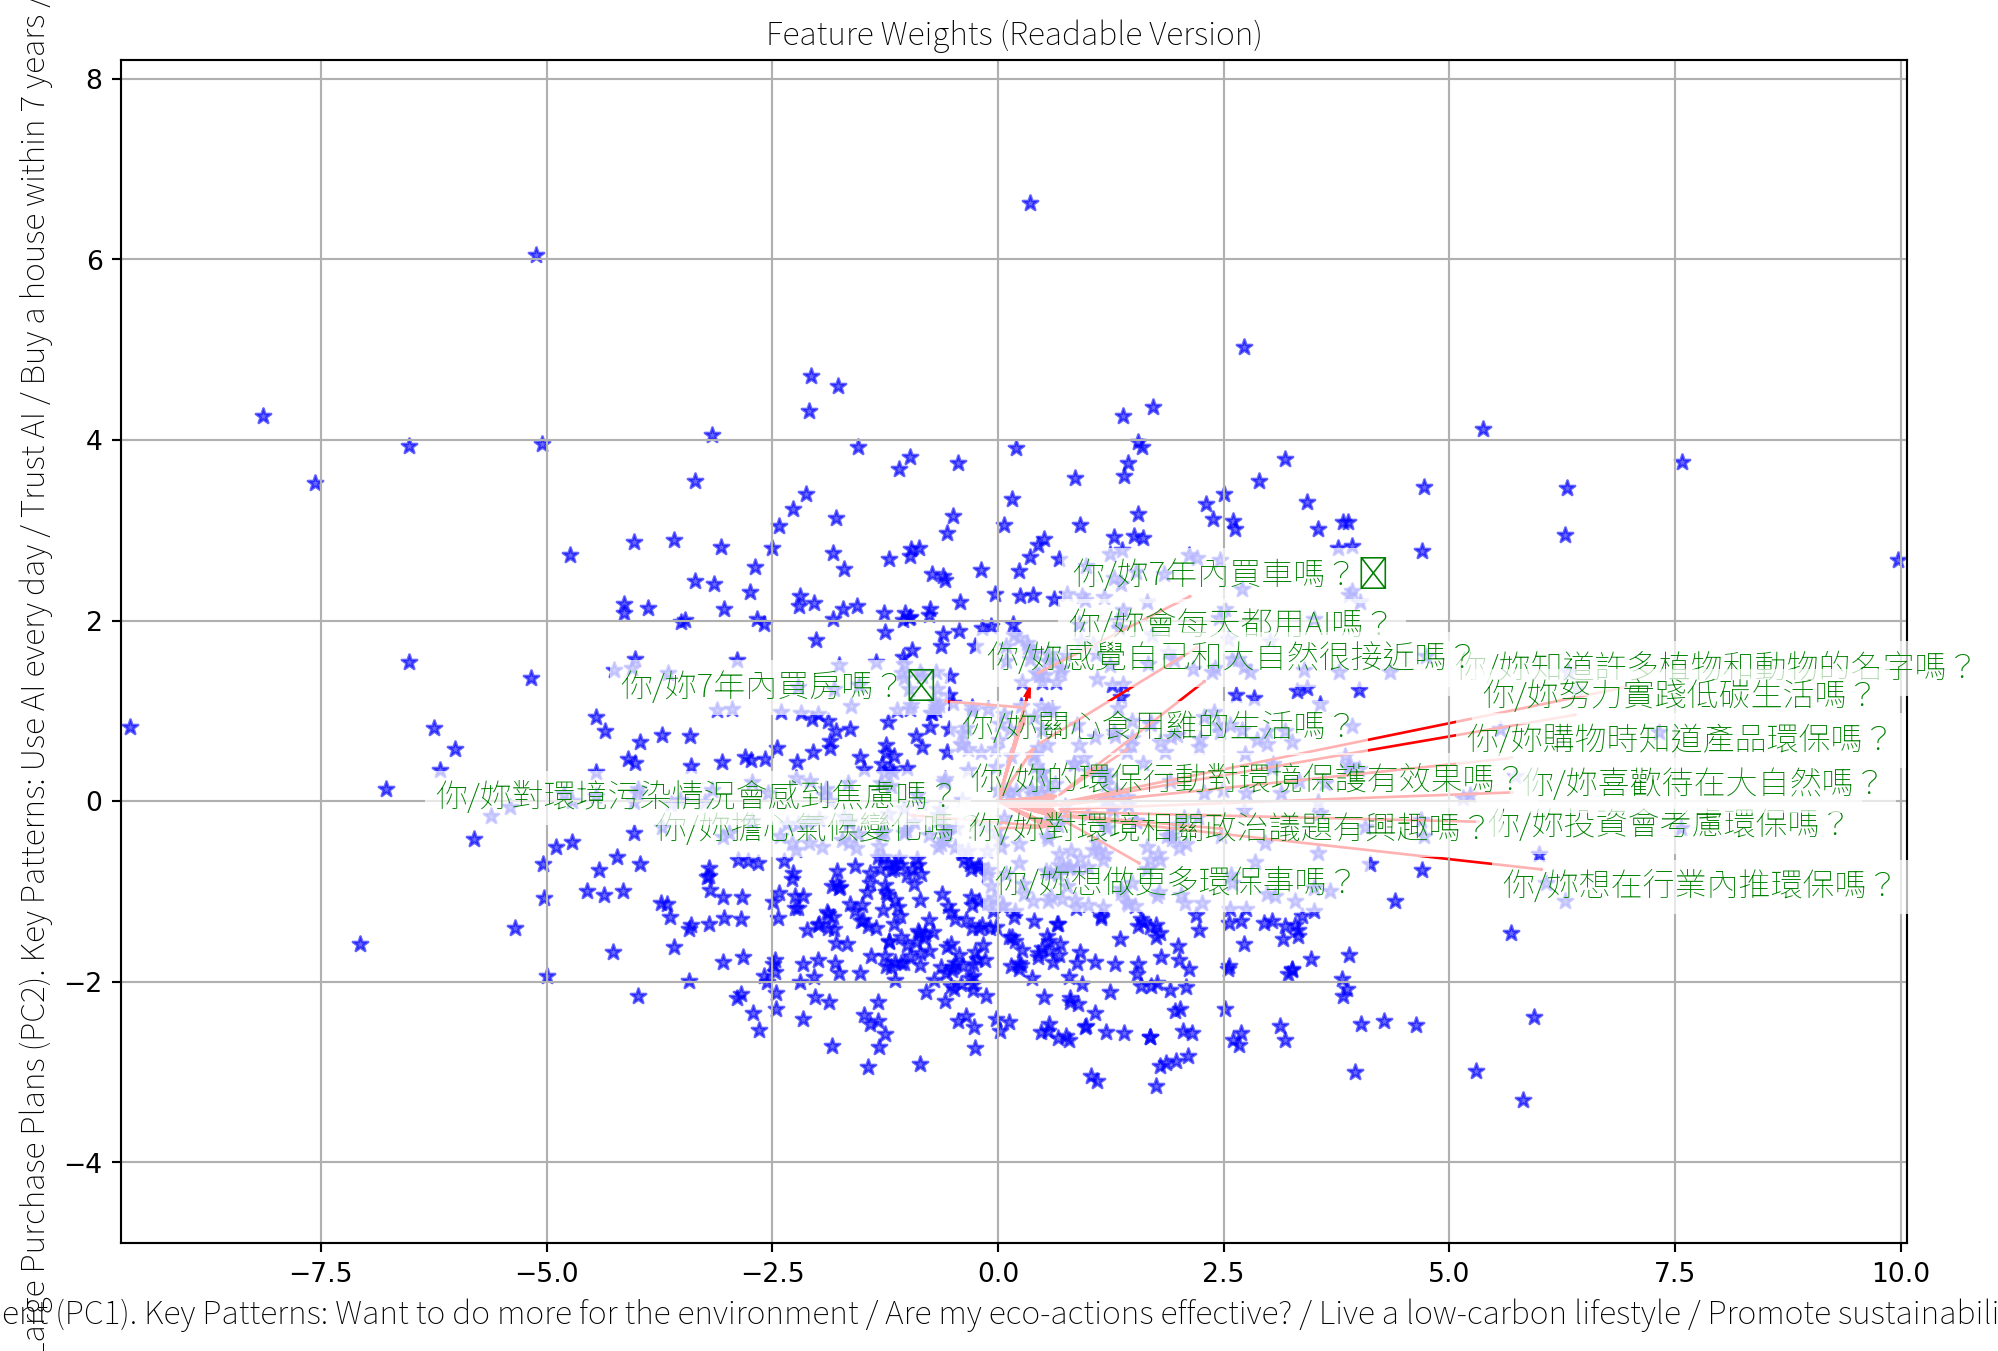 Feature Weights (Readable Version)
Large Purchase Plans (PC2). Key Patterns: Use AI every day / Trust AI / Buy a house within 7 years /
8
6
4
2
0
−2
−4
你/妳7年內買車嗎？
你/妳會每天都用AI嗎？
你/妳感覺自己和大自然很接近嗎？
你/妳知道許多植物和動物的名字嗎？
你/妳7年內買房嗎？
你/妳努力實踐低碳生活嗎？
你/妳關心食用雞的生活嗎？
你/妳購物時知道產品環保嗎？
你/妳的環保行動對環境保護有效果嗎？
你/妳喜歡待在大自然嗎？
你/妳對環境污染情況會感到焦慮嗎？
你/妳擔心氣候變化嗎
你/妳對環境相關政治議題有興趣嗎？
你/妳投資會考慮環保嗎？
你/妳想做更多環保事嗎？
你/妳想在行業內推環保嗎？
−7.5 −5.0 −2.5 0.0 2.5 5.0 7.5 10.0
(PC1). Key Patterns: Want to do more for the environment / Are my eco-actions effective? / Live a low-carbon lifestyle / Promote sustainabili